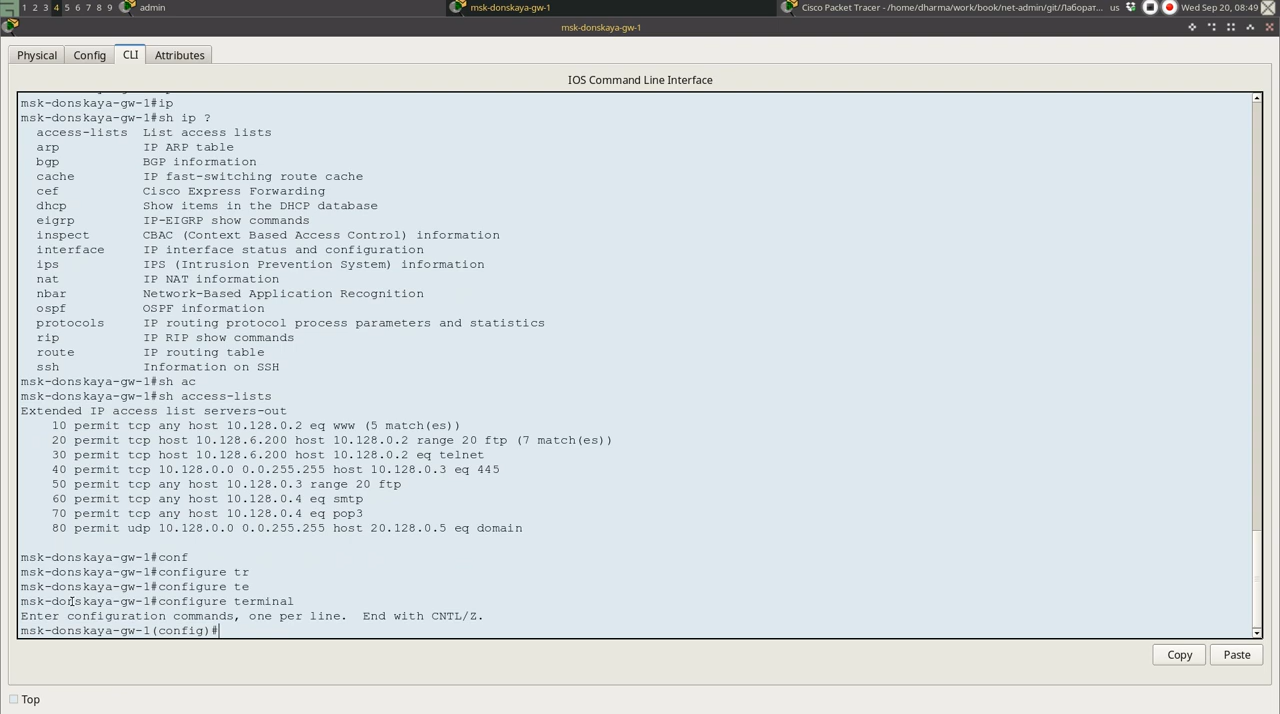 1 2 3 4 5 6 7 8 9 admin msk-donskaya-gw-1 Cisco Packet Tracer - /home/dharma/work/book/net-admin/git/Лаборат... us Wed Sep 20, 08:49
msk-donskaya-gw-1
Physical Config CLI Attributes
IOS Command Line Interface
msk-donskaya-gw-1#ip
msk-donskaya-gw-1#sh ip ?
access-lists List access lists
arp IP ARP table
bgp BGP information
cache IP fast-switching route cache
cef Cisco Express Forwarding
dhcp Show items in the DHCP database
eigrp IP-EIGRP show commands
inspect CBAC (Context Based Access Control) information
interface IP interface status and configuration
ips IPS (Intrusion Prevention System) information
nat IP NAT information
nbar Network-Based Application Recognition
ospf OSPF information
protocols IP routing protocol process parameters and statistics
rip IP RIP show commands
route IP routing table
ssh Information on SSH
msk-donskaya-gw-1#sh ac
msk-donskaya-gw-1#sh access-lists
Extended IP access list servers-out
10 permit tcp any host 10.128.0.2 eq www (5 match(es))
20 permit tcp host 10.128.6.200 host 10.128.0.2 range 20 ftp (7 match(es))
30 permit tcp host 10.128.6.200 host 10.128.0.2 eq telnet
40 permit tcp 10.128.0.0 0.0.255.255 host 10.128.0.3 eq 445
50 permit tcp any host 10.128.0.3 range 20 ftp
60 permit tcp any host 10.128.0.4 eq smtp
70 permit tcp any host 10.128.0.4 eq pop3
80 permit udp 10.128.0.0 0.0.255.255 host 20.128.0.5 eq domain
msk-donskaya-gw-1#conf
msk-donskaya-gw-1#configure tr
msk-donskaya-gw-1#configure te
msk-donskaya-gw-1#configure terminal
Enter configuration commands, one per line. End with CNTL/Z.
msk-donskaya-gw-1(config)#
Copy Paste
Top